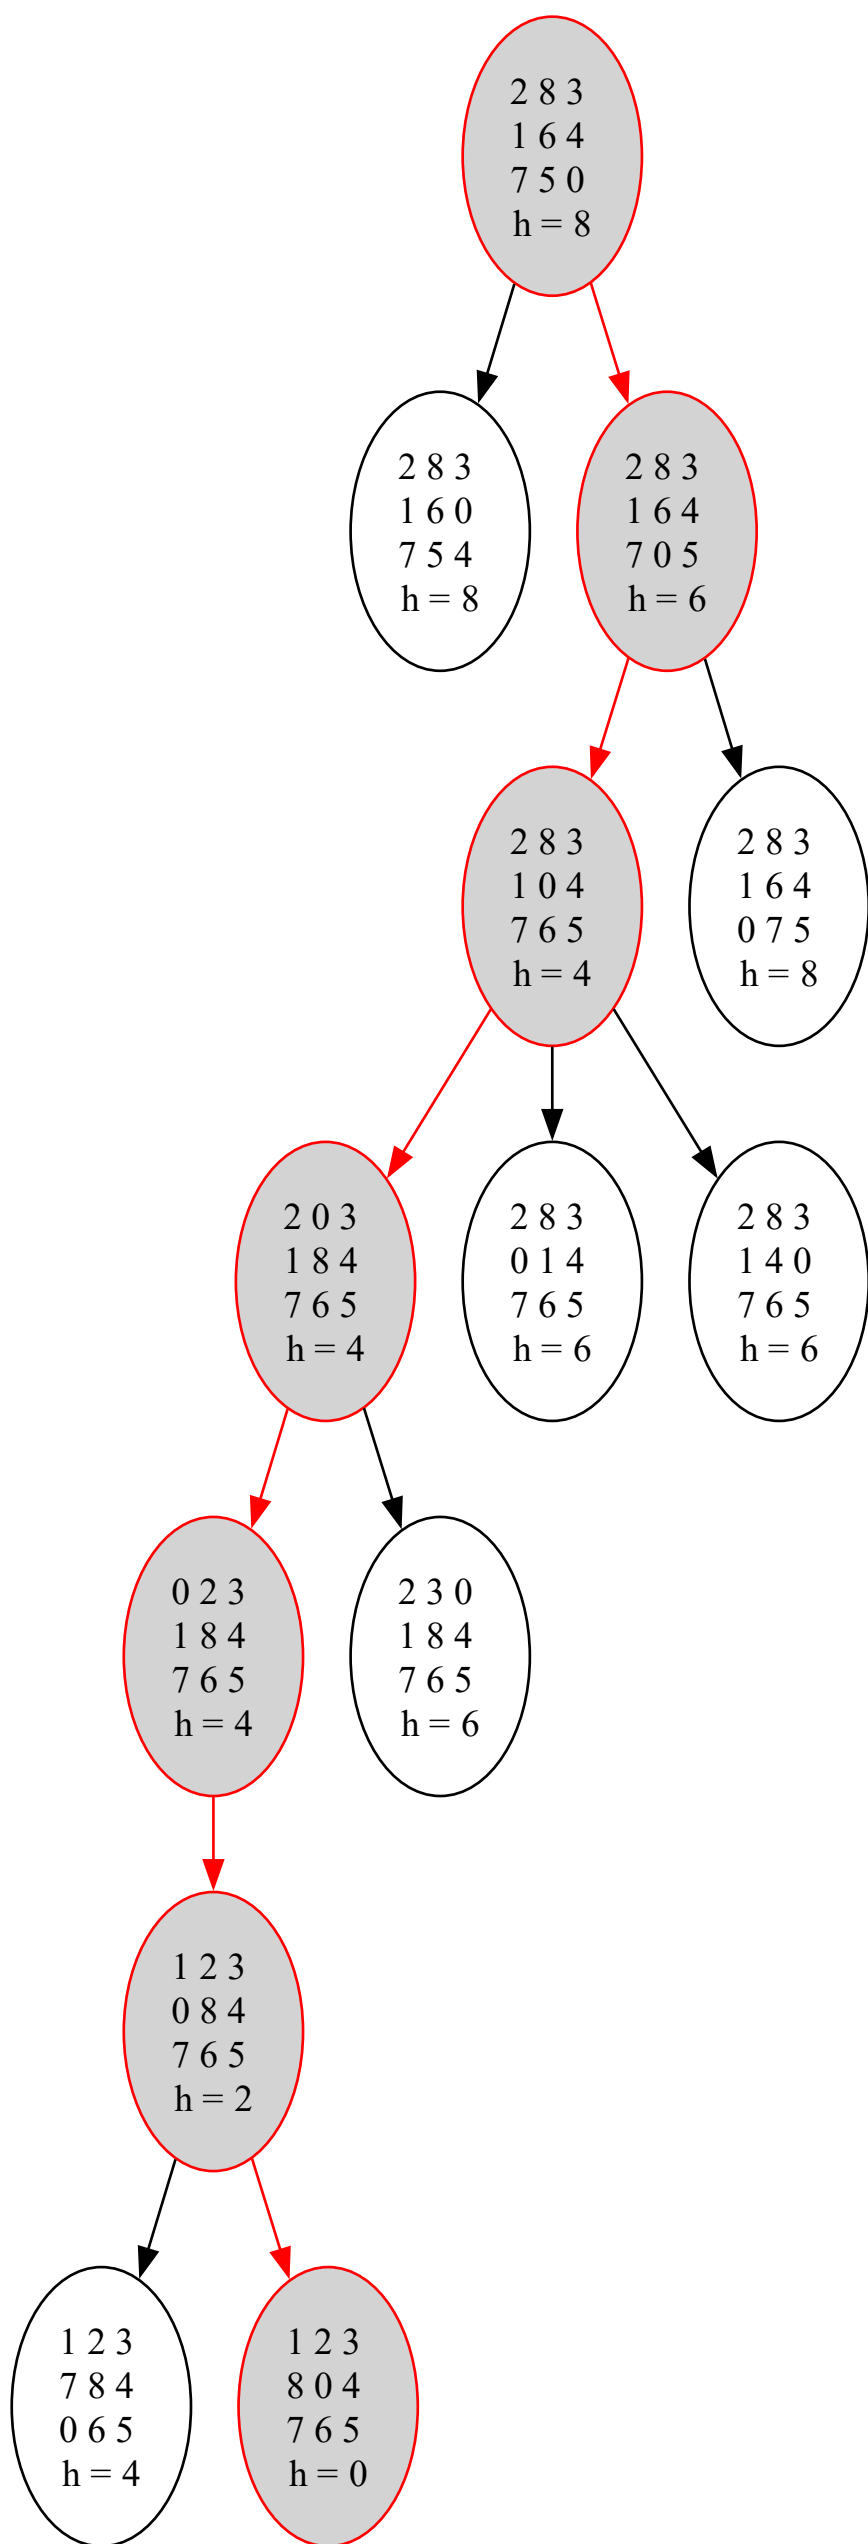 2 8 3
1 6 4
7 5 0
h = 8
2 8 3
1 6 0
7 5 4
h = 8
2 8 3
1 6 4
7 0 5
h = 6
2 8 3
1 0 4
7 6 5
h = 4
2 8 3
1 6 4
0 7 5
h = 8
2 0 3
1 8 4
7 6 5
h = 4
2 8 3
0 1 4
7 6 5
h = 6
2 8 3
1 4 0
7 6 5
h = 6
0 2 3
1 8 4
7 6 5
h = 4
2 3 0
1 8 4
7 6 5
h = 6
1 2 3
0 8 4
7 6 5
h = 2
1 2 3
7 8 4
0 6 5
h = 4
1 2 3
8 0 4
7 6 5
h = 0